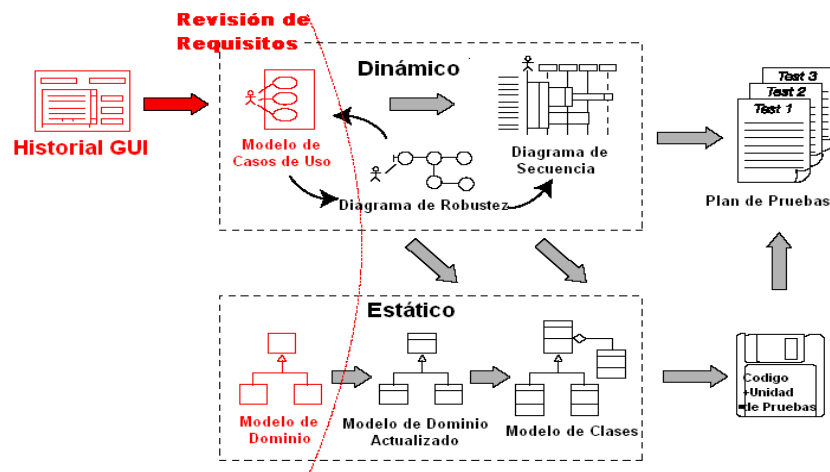 Revisión de
Requisitos
Dinámico
Historial GUI
Modelo de
Casos de Uso
Diagrama de Robustez
Diagrama de
Secuencia
Test 3
Test 2
Test 1
Plan de Pruebas
Estático
Modelo de
Dominio
Modelo de Dominio
Actualizado
Modelo de Clases
Codigo
+Unidad
de Pruebas